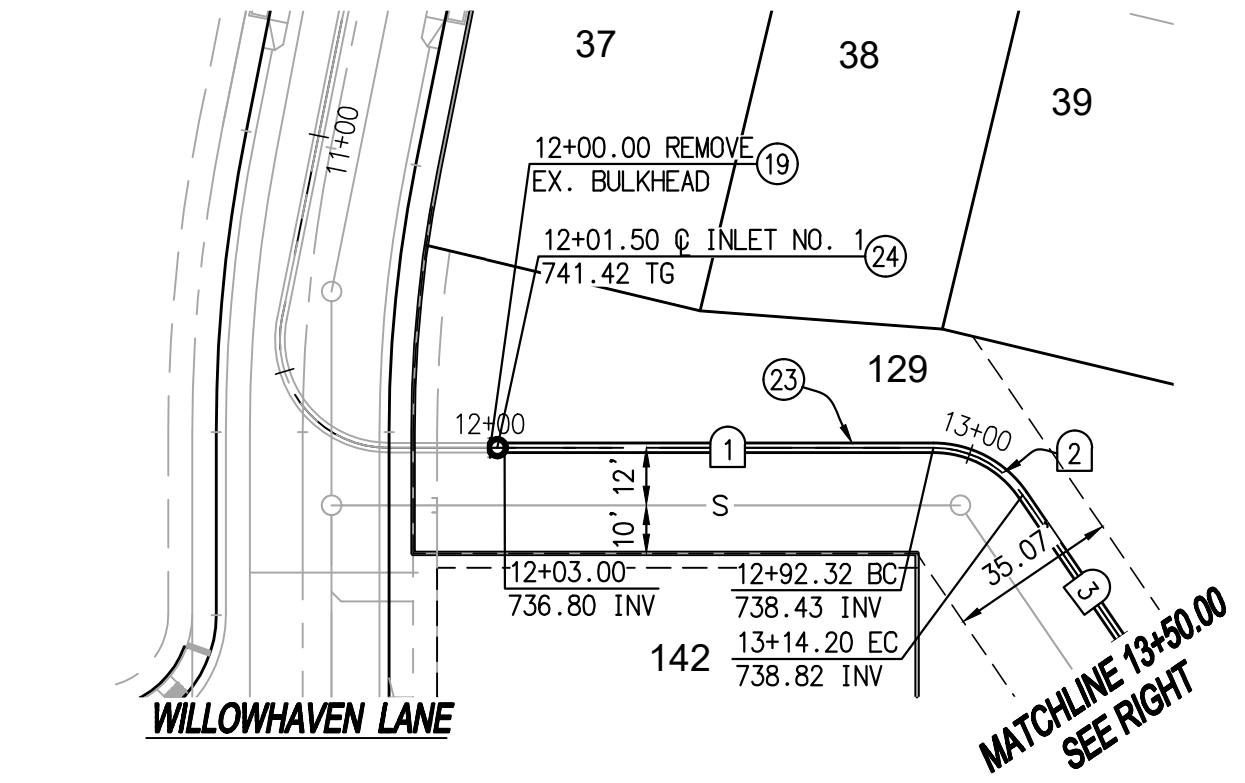 37
38
39
11+00
12+00.00 REMOVE
EX. BULKHEAD
19
12+01.50 ℄ INLET NO. 1
741.42 TG
24
129
23
12+00
13+00
1
2
12'
10'
S
35.07'
3
12+03.00
736.80 INV
12+92.32 BC
738.43 INV
13+14.20 EC
738.82 INV
142
MATCHLINE 13+50.00
SEE RIGHT
WILLOWHAVEN LANE